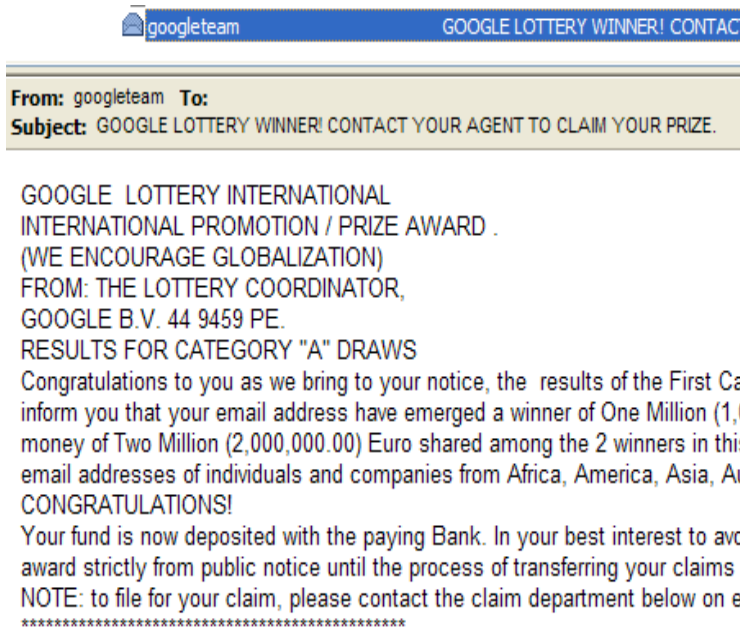 googleteam GOOGLE LOTTERY WINNER! CONTACT
From: googleteam To:
Subject: GOOGLE LOTTERY WINNER! CONTACT YOUR AGENT TO CLAIM YOUR PRIZE.
GOOGLE LOTTERY INTERNATIONAL
INTERNATIONAL PROMOTION / PRIZE AWARD .
(WE ENCOURAGE GLOBALIZATION)
FROM: THE LOTTERY COORDINATOR,
GOOGLE B.V. 44 9459 PE.
RESULTS FOR CATEGORY "A" DRAWS
Congratulations to you as we bring to your notice, the results of the First Ca
inform you that your email address have emerged a winner of One Million (1,
money of Two Million (2,000,000.00) Euro shared among the 2 winners in this
email addresses of individuals and companies from Africa, America, Asia, Au
CONGRATULATIONS!
Your fund is now deposited with the paying Bank. In your best interest to avo
award strictly from public notice until the process of transferring your claims
NOTE: to file for your claim, please contact the claim department below on e
***********************************************